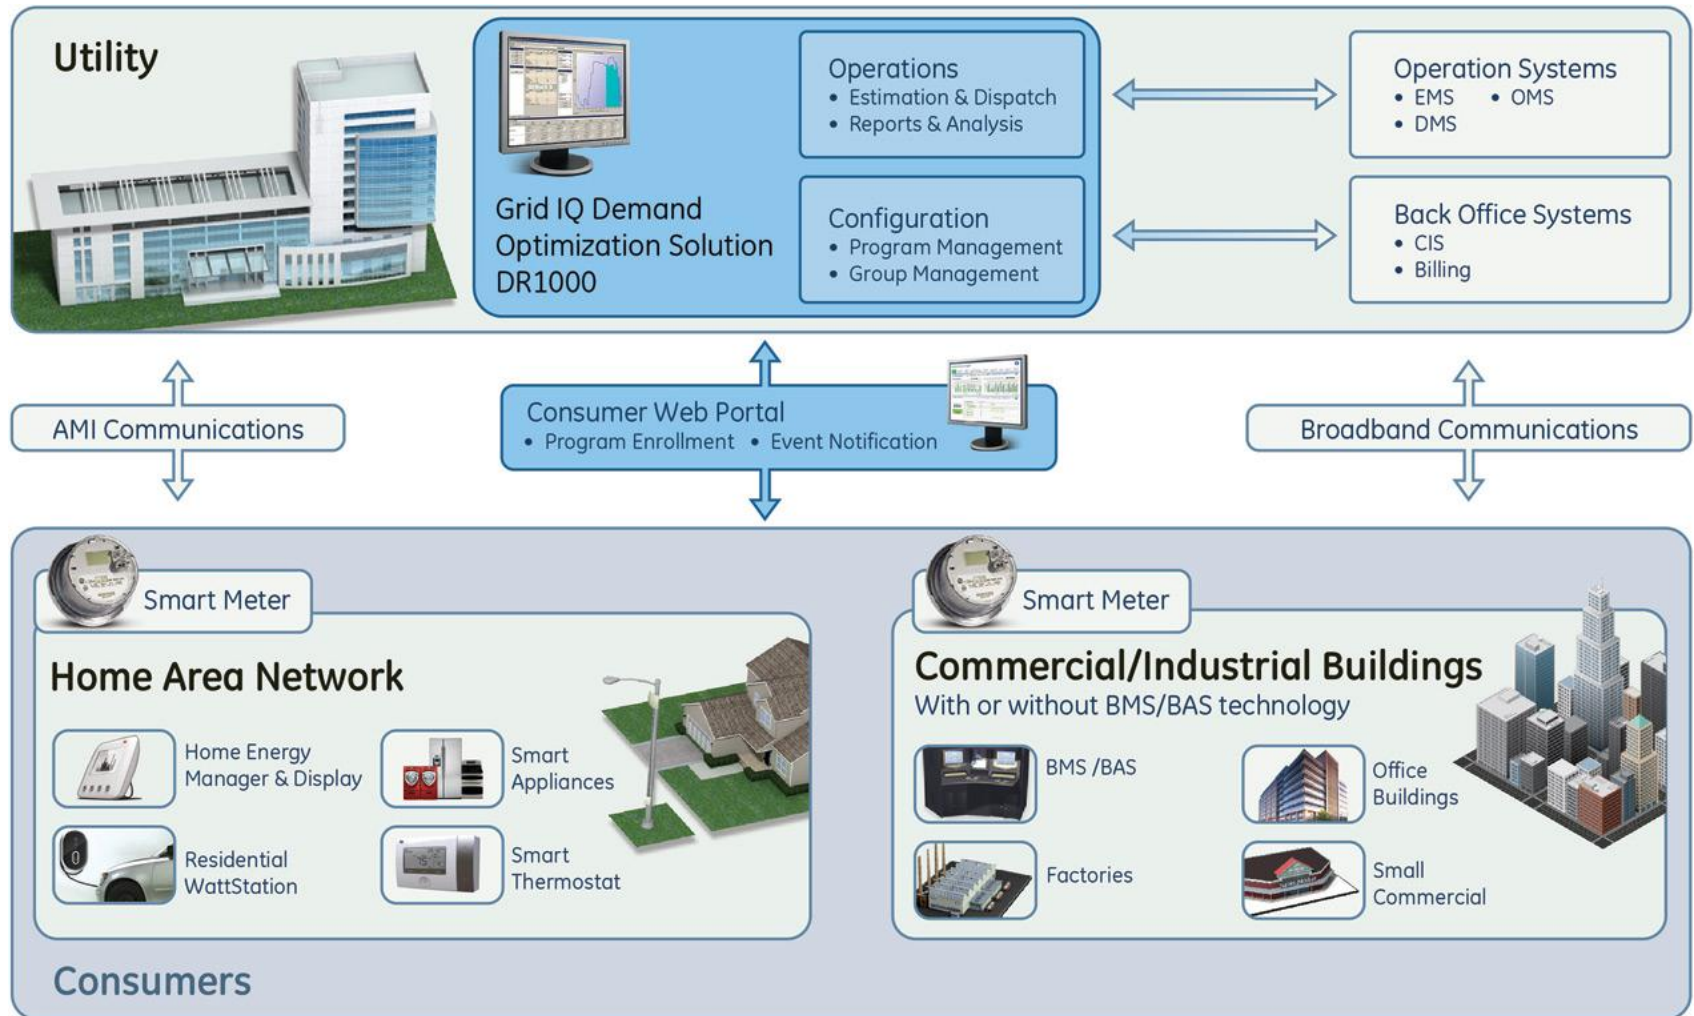 Utility
Grid IQ Demand
Optimization Solution
DR1000
Operations
• Estimation & Dispatch
• Reports & Analysis
Configuration
• Program Management
• Group Management
Operation Systems
• EMS • OMS
• DMS
Back Office Systems
• CIS
• Billing
AMI Communications
Consumer Web Portal
• Program Enrollment • Event Notification
Broadband Communications
Smart Meter
Home Area Network
Home Energy
Manager & Display
Smart
Appliances
Residential
WattStation
Smart
Thermostat
Smart Meter
Commercial/Industrial Buildings
With or without BMS/BAS technology
BMS /BAS
Office
Buildings
Factories
Small
Commercial
Consumers